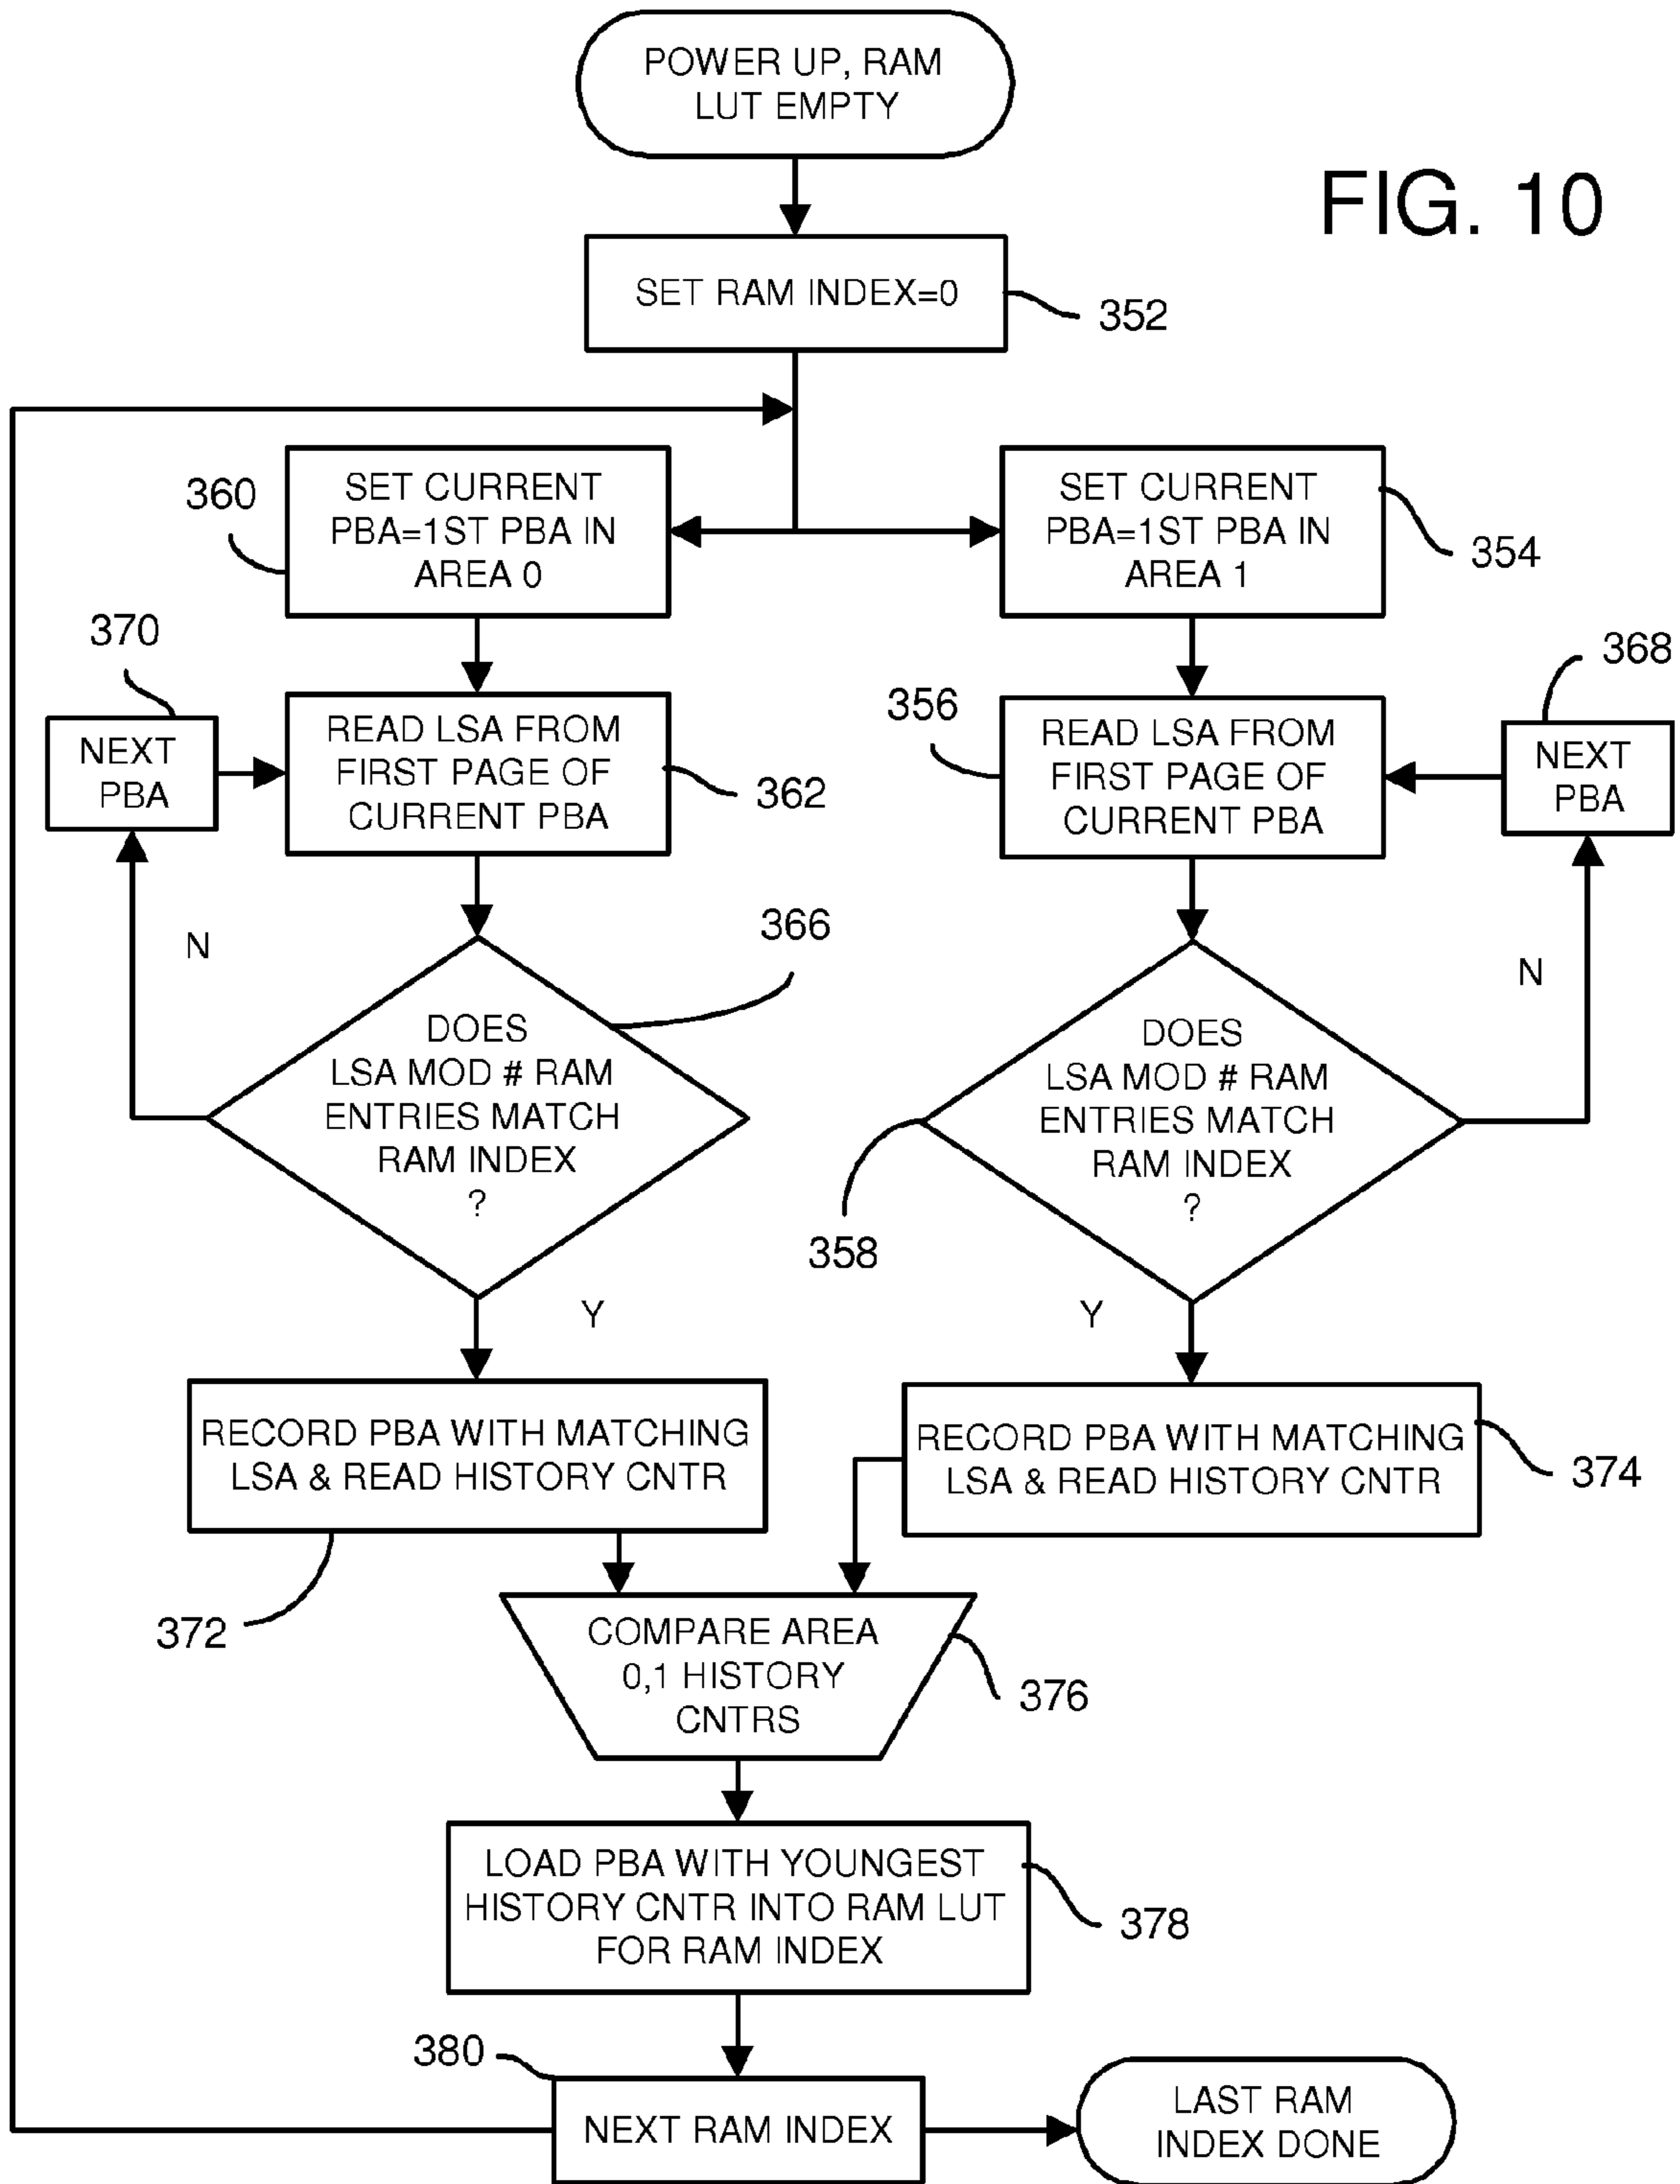 POWER UP, RAM
LUT EMPTY
FIG. 10
SET RAM INDEX=0
352
360
SET CURRENT
PBA=1ST PBA IN
AREA 0
SET CURRENT
PBA=1ST PBA IN
AREA 1
354
370
NEXT
PBA
READ LSA FROM
FIRST PAGE OF
CURRENT PBA
362
356
READ LSA FROM
FIRST PAGE OF
CURRENT PBA
368
NEXT
PBA
N
366
DOES
LSA MOD # RAM
ENTRIES MATCH
RAM INDEX
?
Y
N
DOES
LSA MOD # RAM
ENTRIES MATCH
RAM INDEX
?
358
Y
RECORD PBA WITH MATCHING
LSA & READ HISTORY CNTR
372
RECORD PBA WITH MATCHING
LSA & READ HISTORY CNTR
374
COMPARE AREA
0,1 HISTORY
CNTRS
376
LOAD PBA WITH YOUNGEST
HISTORY CNTR INTO RAM LUT
FOR RAM INDEX
378
380
NEXT RAM INDEX
LAST RAM
INDEX DONE